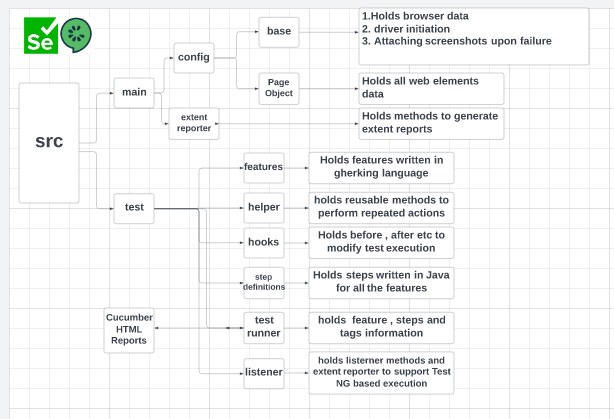 Se
base
1.Holds browser data
2. driver initiation
3. Attaching screenshots upon failure
config
Page
Object
Holds all web elements
data
main
extent
reporter
Holds methods to generate
extent reports
src
features
Holds features written in
gherking language
test
helper
holds reusable methods to
perform repeated actions
hooks
Holds before , after etc to
modify test execution
step
definitions
Holds steps written in Java
for all the features
Cucumber
HTML
Reports
test
runner
holds feature , steps and
tags information
listener
holds listerner methods and
extent reporter to support Test
NG based execution